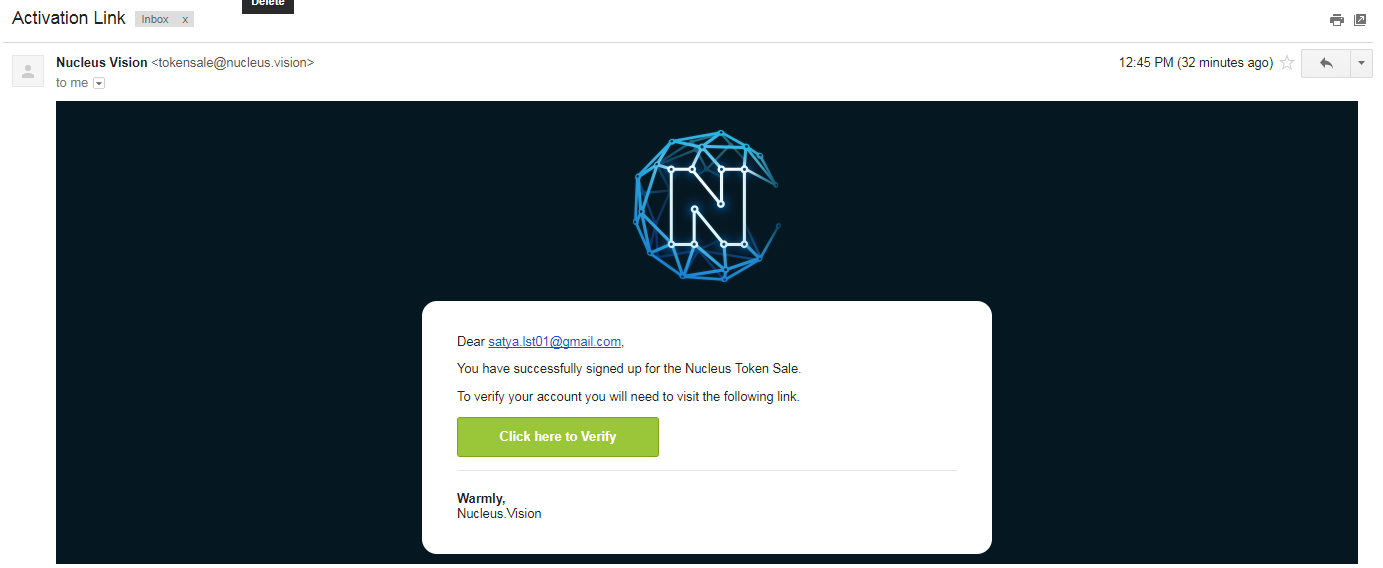 Delete
Activation Link Inbox x
Nucleus Vision <tokensale@nucleus.vision> 12:45 PM (32 minutes ago)
to me
N
Dear satya.lst01@gmail.com,
You have successfully signed up for the Nucleus Token Sale.
To verify your account you will need to visit the following link.
Click here to Verify
Warmly,
Nucleus.Vision